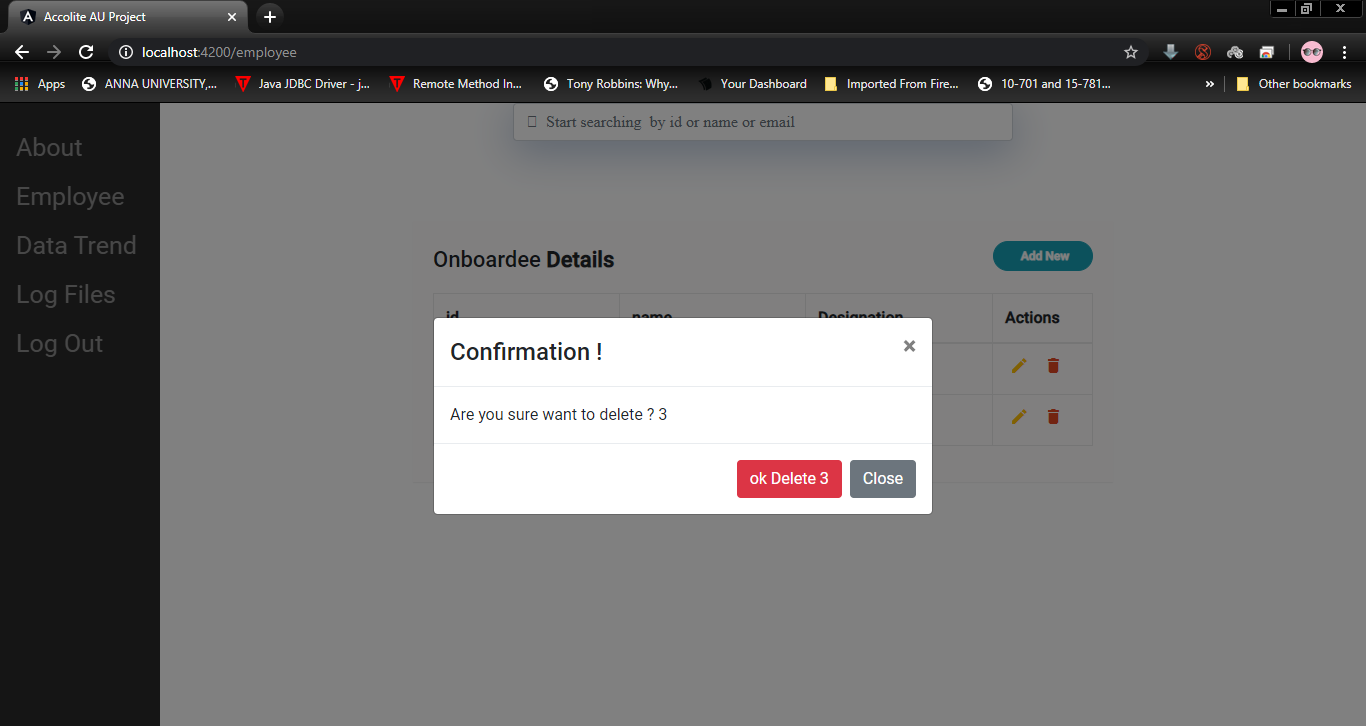 Accolite AU Project
localhost:4200/employee
Apps
ANNA UNIVERSITY,...
Java JDBC Driver - j...
Remote Method In...
Tony Robbins: Why...
Your Dashboard
Imported From Fire...
10-701 and 15-781...
»
Other bookmarks
About
Employee
Data Trend
Log Files
Log Out
Start searching by id or name or email
Onboardee Details
Add New
id
name
Designation
Actions
Confirmation !
×
Are you sure want to delete ? 3
ok Delete 3
Close